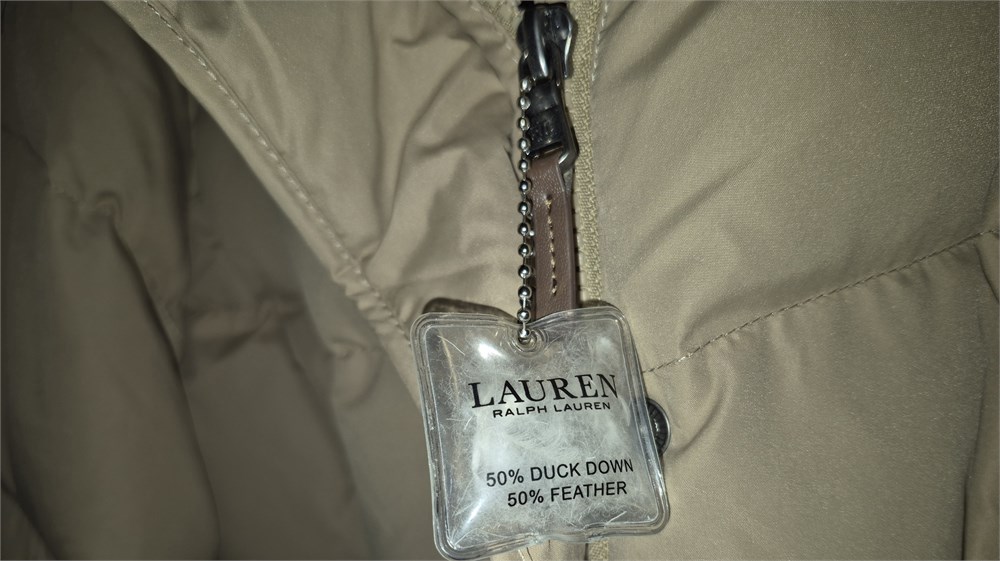 LAUREN
RALPH LAUREN
50% DUCK DOWN
50% FEATHER